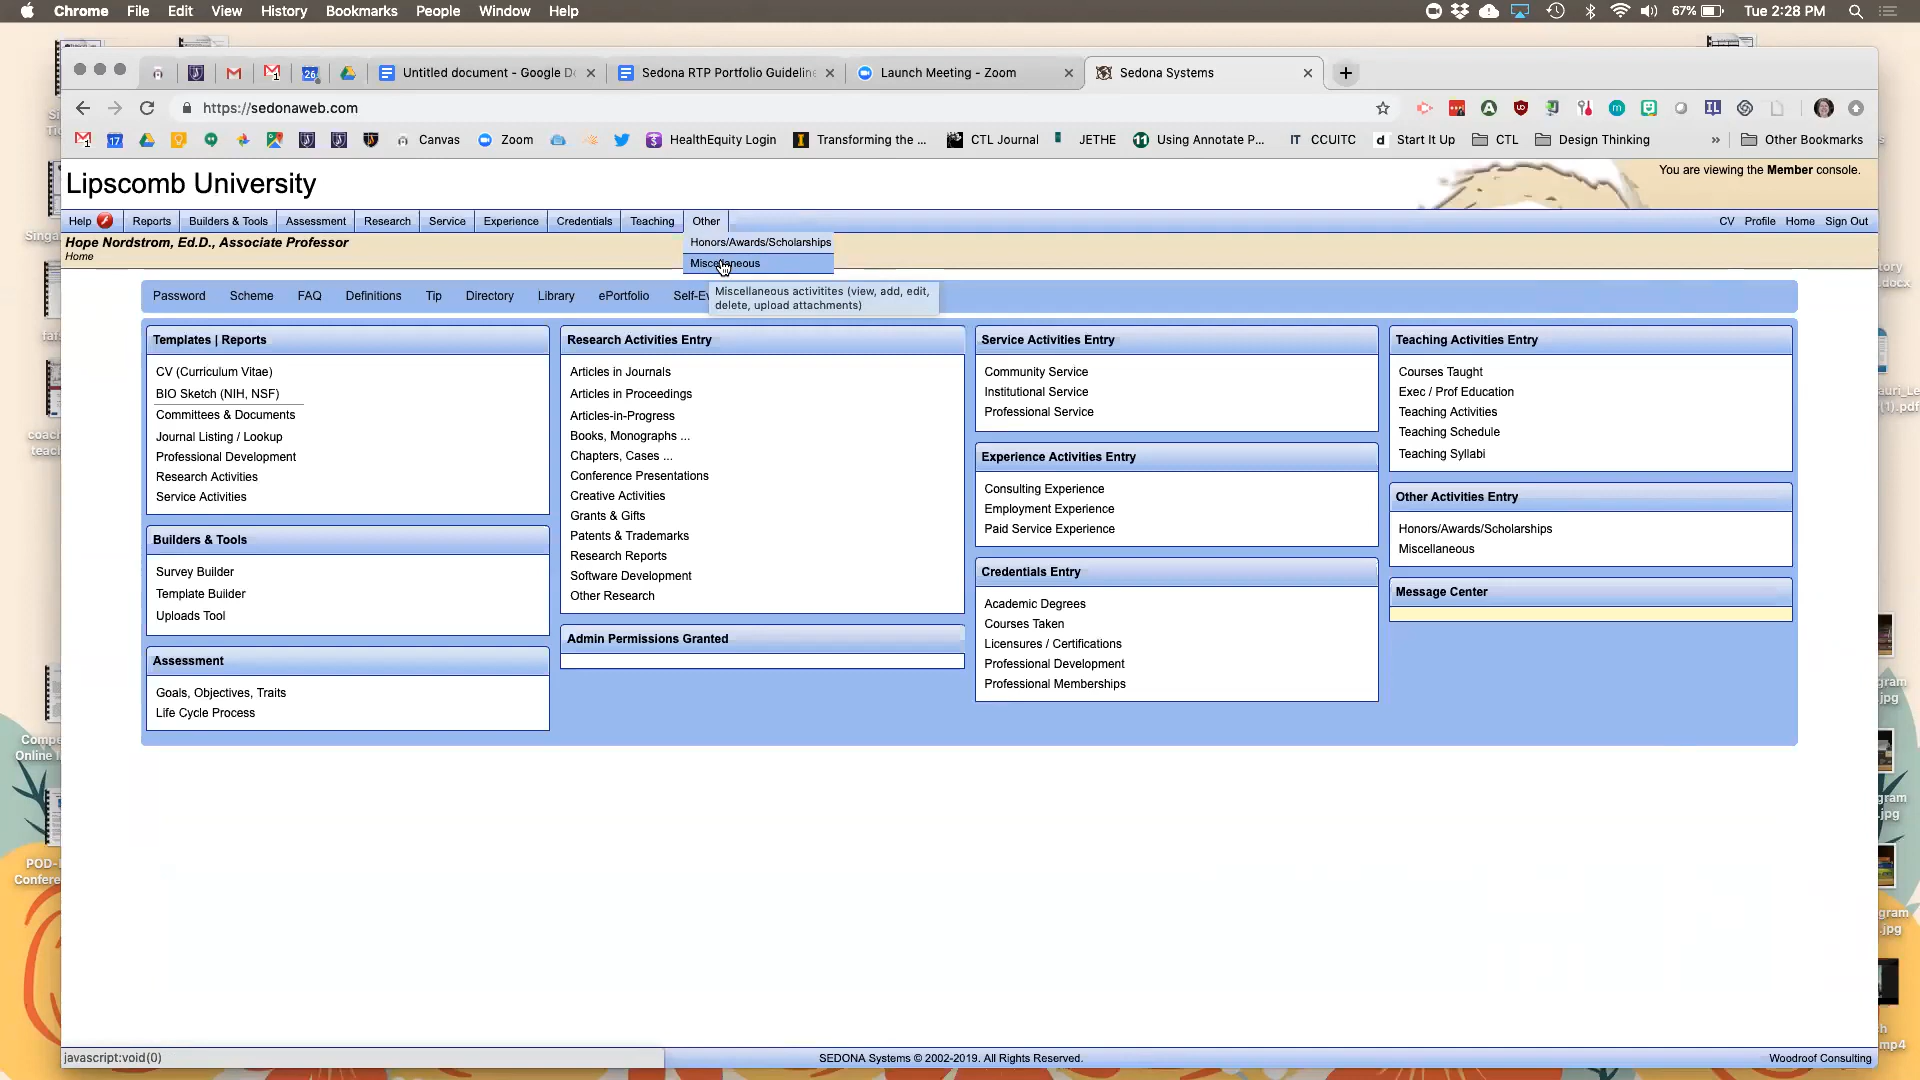 Chrome File Edit View History Bookmarks People Window Help 67% Tue 2:28 PM
Untitled document - Google D
Sedona RTP Portfolio Guideline
Launch Meeting - Zoom
Sedona Systems
https://sedonaweb.com
Canvas Zoom HealthEquity Login Transforming the ... CTL Journal JETHE Using Annotate P... IT CCUITC Start It Up CTL Design Thinking » Other Bookmarks
Lipscomb University
You are viewing the Member console.
Help Reports Builders & Tools Assessment Research Service Experience Credentials Teaching Other CV Profile Home Sign Out
Hope Nordstrom, Ed.D., Associate Professor
Home
Honors/Awards/Scholarships
Miscellaneous
Miscellaneous activitites (view, add, edit,
delete, upload attachments)
Password Scheme FAQ Definitions Tip Directory Library ePortfolio Self-Ev
Templates | Reports
CV (Curriculum Vitae)
BIO Sketch (NIH, NSF)
Committees & Documents
Journal Listing / Lookup
Professional Development
Research Activities
Service Activities
Builders & Tools
Survey Builder
Template Builder
Uploads Tool
Assessment
Goals, Objectives, Traits
Life Cycle Process
Research Activities Entry
Articles in Journals
Articles in Proceedings
Articles-in-Progress
Books, Monographs ...
Chapters, Cases ...
Conference Presentations
Creative Activities
Grants & Gifts
Patents & Trademarks
Research Reports
Software Development
Other Research
Admin Permissions Granted
Service Activities Entry
Community Service
Institutional Service
Professional Service
Experience Activities Entry
Consulting Experience
Employment Experience
Paid Service Experience
Credentials Entry
Academic Degrees
Courses Taken
Licensures / Certifications
Professional Development
Professional Memberships
Teaching Activities Entry
Courses Taught
Exec / Prof Education
Teaching Activities
Teaching Schedule
Teaching Syllabi
Other Activities Entry
Honors/Awards/Scholarships
Miscellaneous
Message Center
javascript:void(0)
SEDONA Systems © 2002-2019. All Rights Reserved.
Woodroof Consulting